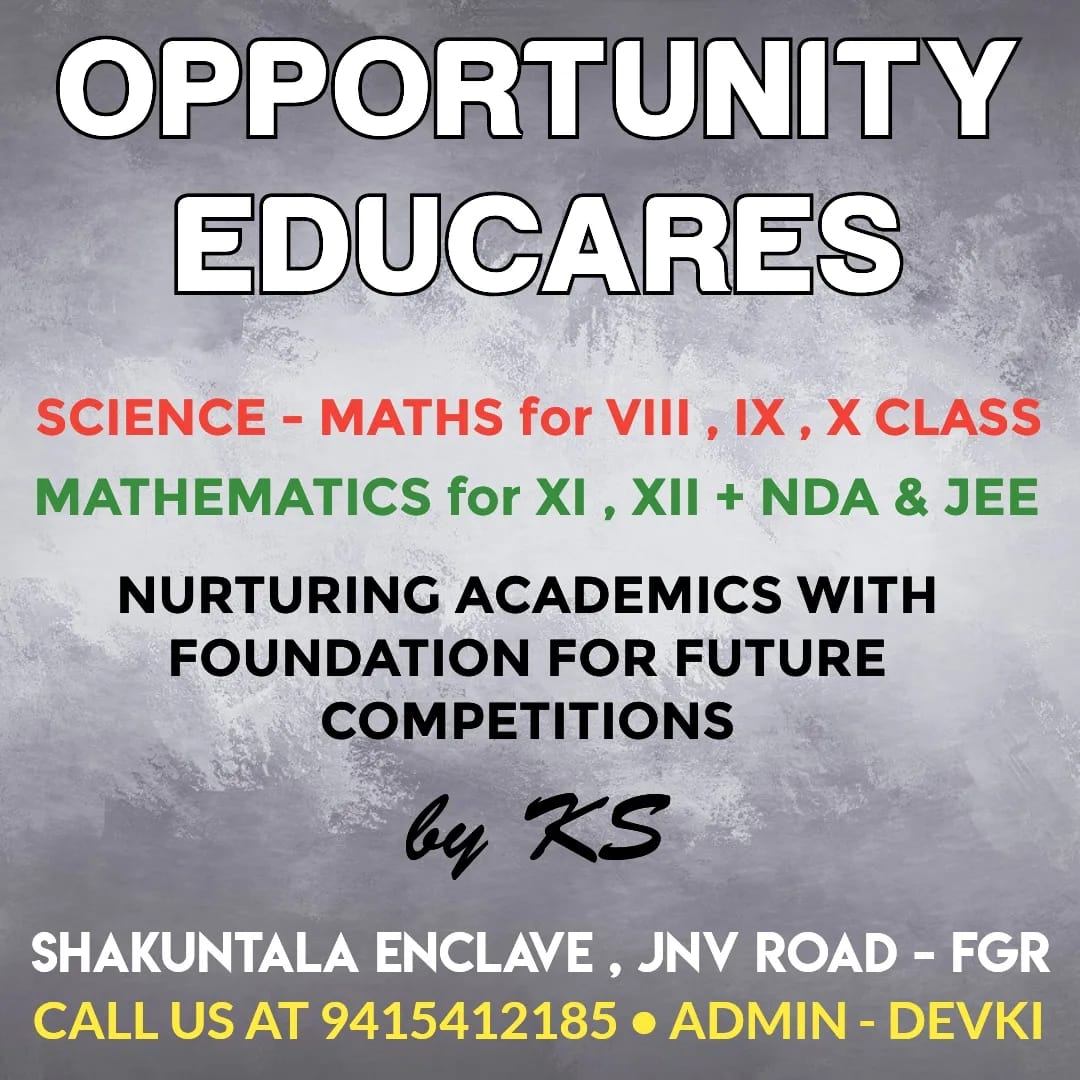 OPPORTUNITY
EDUCARES
SCIENCE - MATHS for VIII , IX , X CLASS
MATHEMATICS for XI , XII + NDA & JEE
NURTURING ACADEMICS WITH
FOUNDATION FOR FUTURE
COMPETITIONS
by KS
SHAKUNTALA ENCLAVE , JNV ROAD - FGR
CALL US AT 9415412185 ● ADMIN - DEVKI